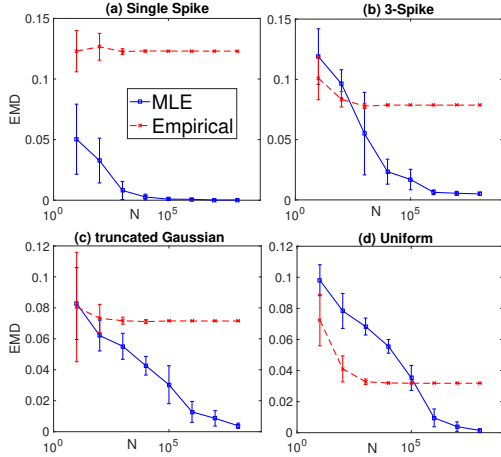 (a) Single Spike
(b) 3-Spike
EMD
0.15
0.1
0.05
0
MLE
Empirical
10^0
N
10^5
0.15
0.1
0.05
0
10^0
N
10^5
(c) truncated Gaussian
(d) Uniform
EMD
0.12
0.1
0.08
0.06
0.04
0.02
0
10^0
N
10^5
0.12
0.1
0.08
0.06
0.04
0.02
0
10^0
N
10^5